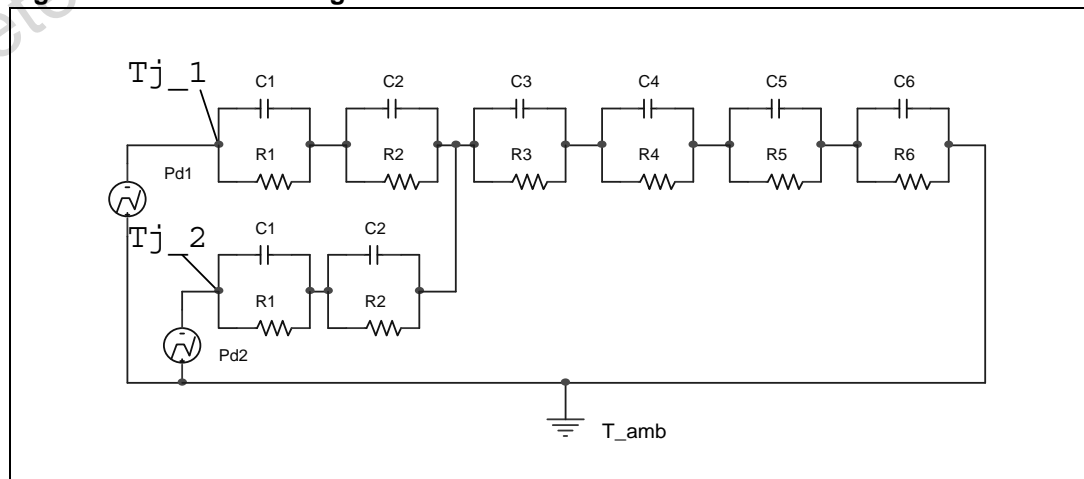 Tj_1
C1 C2 C3 C4 C5 C6
R1 R2 R3 R4 R5 R6
Pd1
Tj_2
C1 C2
R1 R2
Pd2
T_amb